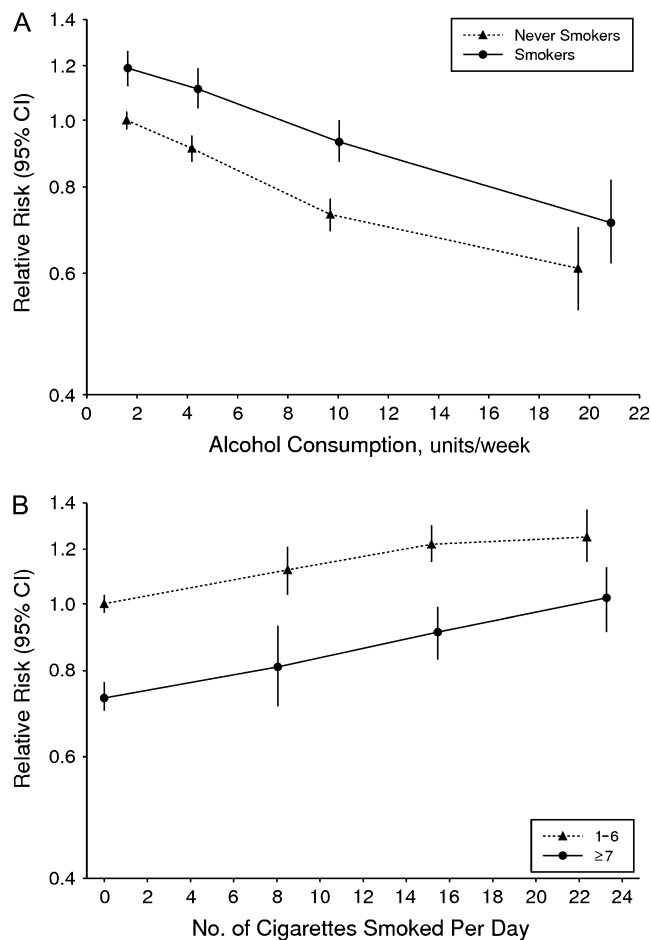 A
Never Smokers
Smokers
Relative Risk (95% CI)
1.4
1.2
1.0
0.8
0.6
0.4
0 2 4 6 8 10 12 14 16 18 20 22
Alcohol Consumption, units/week
B
Relative Risk (95% CI)
1.4
1.2
1.0
0.8
0.6
0.4
1–6
≥7
0 2 4 6 8 10 12 14 16 18 20 22 24
No. of Cigarettes Smoked Per Day